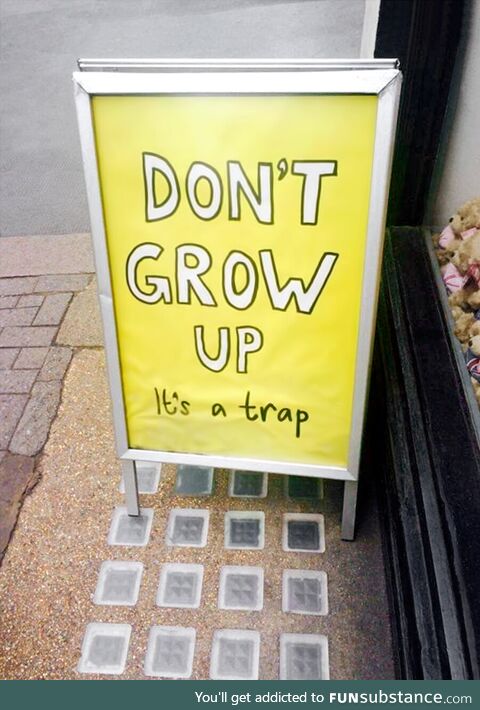 DON'T
GROW
UP
It's a trap
You'll get addicted to FUNsubstance.com